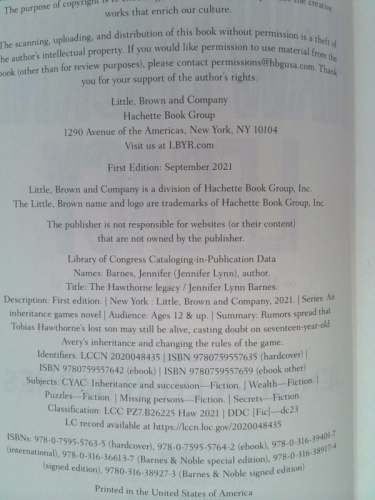 The purpose of copyright is to the creative
works that enrich our culture.
The scanning, uploading, and distribution of this book without permission is a theft of
the author's intellectual property. If you would like permission to use material from the
book (other than for review purposes), please contact permissions@hbgusa.com. Thank
you for your support of the author's rights.
Little, Brown and Company
Hachette Book Group
1290 Avenue of the Americas, New York, NY 10104
Visit us at LBYR.com
First Edition: September 2021
Little, Brown and Company is a division of Hachette Book Group, Inc.
The Little, Brown name and logo are trademarks of Hachette Book Group, Inc.
The publisher is not responsible for websites (or their content)
that are not owned by the publisher.
Library of Congress Cataloging-in-Publication Data
Names: Barnes, Jennifer (Jennifer Lynn), author.
Title: The Hawthorne legacy / Jennifer Lynn Barnes.
Description: First edition. | New York : Little, Brown and Company, 2021. | Series: An
inheritance games novel | Audience: Ages 12 & up. | Summary: Rumors spread that
Tobias Hawthorne's lost son may still be alive, casting doubt on seventeen-year-old
Avery's inheritance and changing the rules of the game.
Identifiers: LCCN 2020048435 | ISBN 9780759557635 (hardcover) |
ISBN 9780759557642 (ebook) | ISBN 9780759557659 (ebook other)
Subjects: CYAC: Inheritance and succession—Fiction. | Wealth—Fiction. |
Puzzles—Fiction. | Missing persons—Fiction. | Secrets—Fiction.
Classification: LCC PZ7.B26225 Haw 2021 | DDC [Fic]—dc23
LC record available at https://lccn.loc.gov/2020048435
ISBNs: 978-0-7595-5763-5 (hardcover), 978-0-7595-5764-2 (ebook), 978-0-316-39401-7
(international), 978-0-316-36613-7 (Barnes & Noble special edition), 978-0-316-38917-4
(signed edition), 9780-316-38927-3 (Barnes & Noble signed edition)
Printed in the United States of America